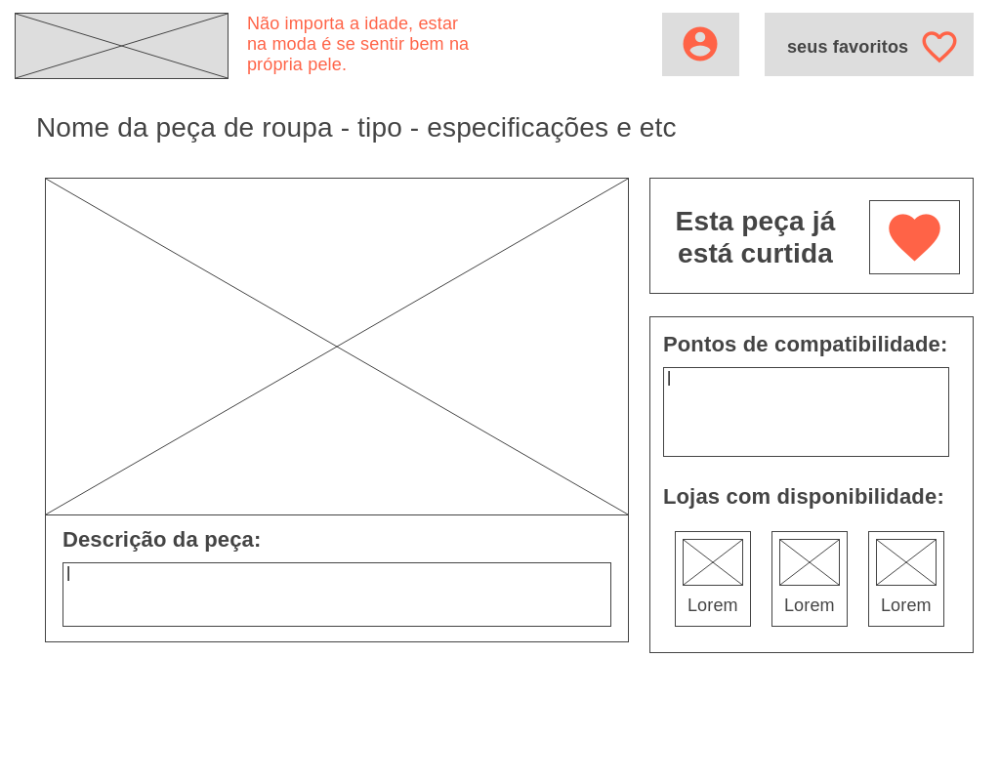 Não importa a idade, estar
na moda é se sentir bem na
própria pele.
seus favoritos
Nome da peça de roupa - tipo - especificações e etc
Esta peça já
está curtida
Pontos de compatibilidade:
Lojas com disponibilidade:
Lorem
Lorem
Lorem
Descrição da peça: